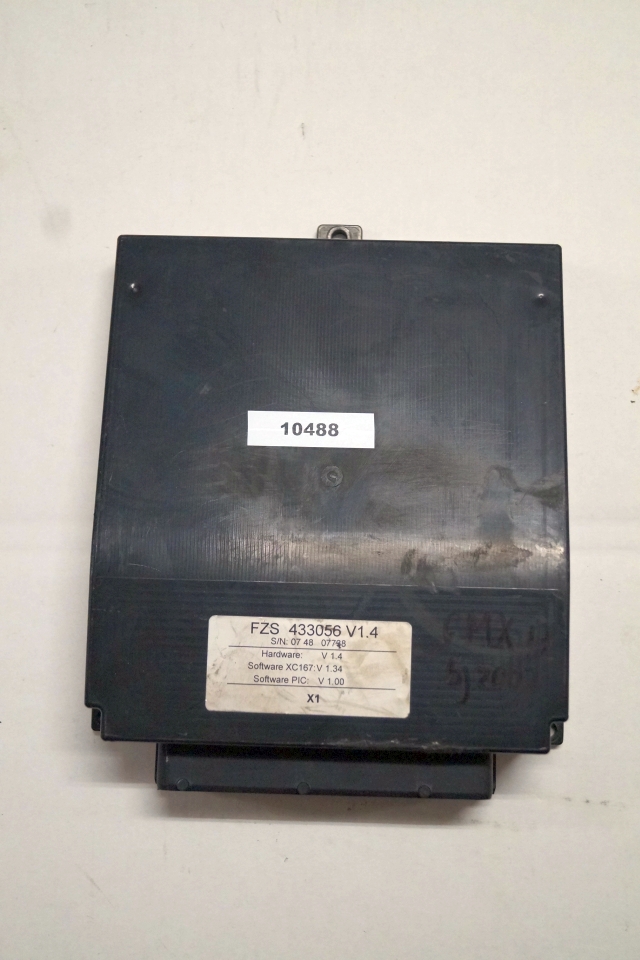 10488
FZS 433056 V1.4
S/N: 07 48 07738
Hardware: V 1.4
Software XC167: V 1.34
Software PIC: V 1.00
X1